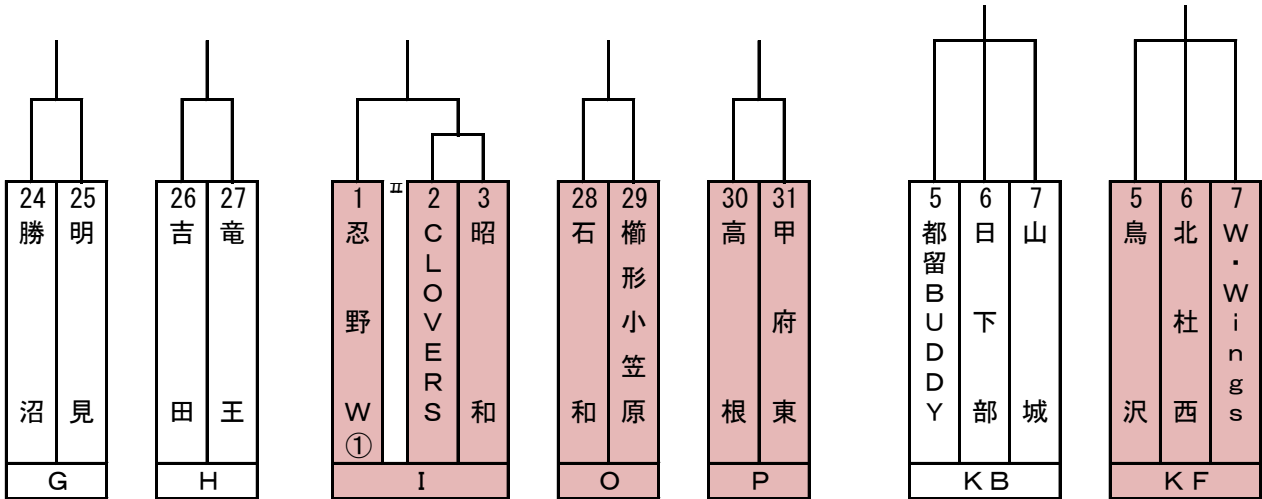 24 勝沼
25 明見
G
26 吉田
27 竜王
H
1 忍野W①
ユ
2 CLOVERS
3 昭和
I
28 石和
29 櫛形小笠原
O
30 高根
31 甲府東
P
5 都留BUDDY
6 日下部
7 山城
KB
5 鳥沢
6 北杜西
7 W・Wings
KF